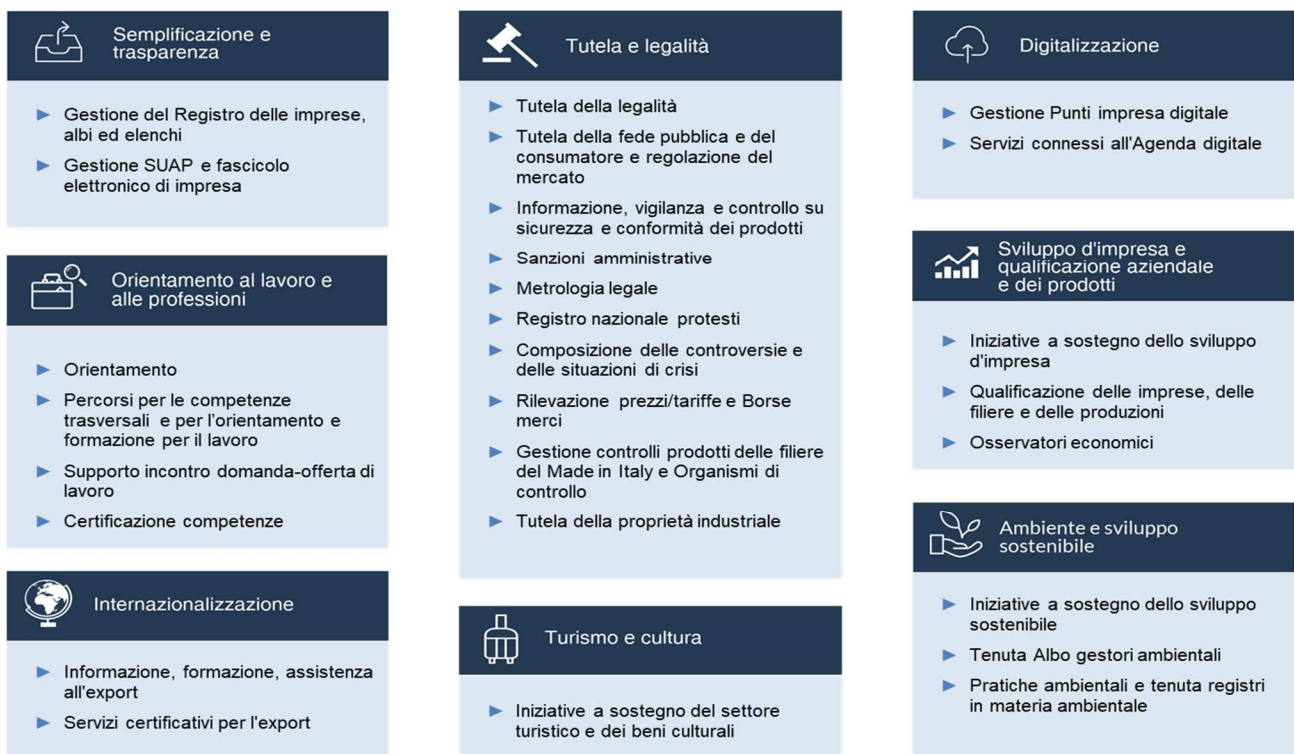 Semplificazione e
trasparenza
Gestione del Registro delle imprese,
albi ed elenchi
Gestione SUAP e fascicolo
elettronico di impresa
Orientamento al lavoro e
alle professioni
Orientamento
Percorsi per le competenze
trasversali e per l'orientamento e
formazione per il lavoro
Supporto incontro domanda-offerta di
lavoro
Certificazione competenze
Internazionalizzazione
Informazione, formazione, assistenza
all'export
Servizi certificativi per l'export
Tutela e legalità
Tutela della legalità
Tutela della fede pubblica e del
consumatore e regolazione del
mercato
Informazione, vigilanza e controllo su
sicurezza e conformità dei prodotti
Sanzioni amministrative
Metrologia legale
Registro nazionale protesti
Composizione delle controversie e
delle situazioni di crisi
Rilevazione prezzi/tariffe e Borse
merci
Gestione controlli prodotti delle filiere
del Made in Italy e Organismi di
controllo
Tutela della proprietà industriale
Turismo e cultura
Iniziative a sostegno del settore
turistico e dei beni culturali
Digitalizzazione
Gestione Punti impresa digitale
Servizi connessi all'Agenda digitale
Sviluppo d'impresa e
qualificazione aziendale
e dei prodotti
Iniziative a sostegno dello sviluppo
d'impresa
Qualificazione delle imprese, delle
filiere e delle produzioni
Osservatori economici
Ambiente e sviluppo
sostenibile
Iniziative a sostegno dello sviluppo
sostenibile
Tenuta Albo gestori ambientali
Pratiche ambientali e tenuta registri
in materia ambientale